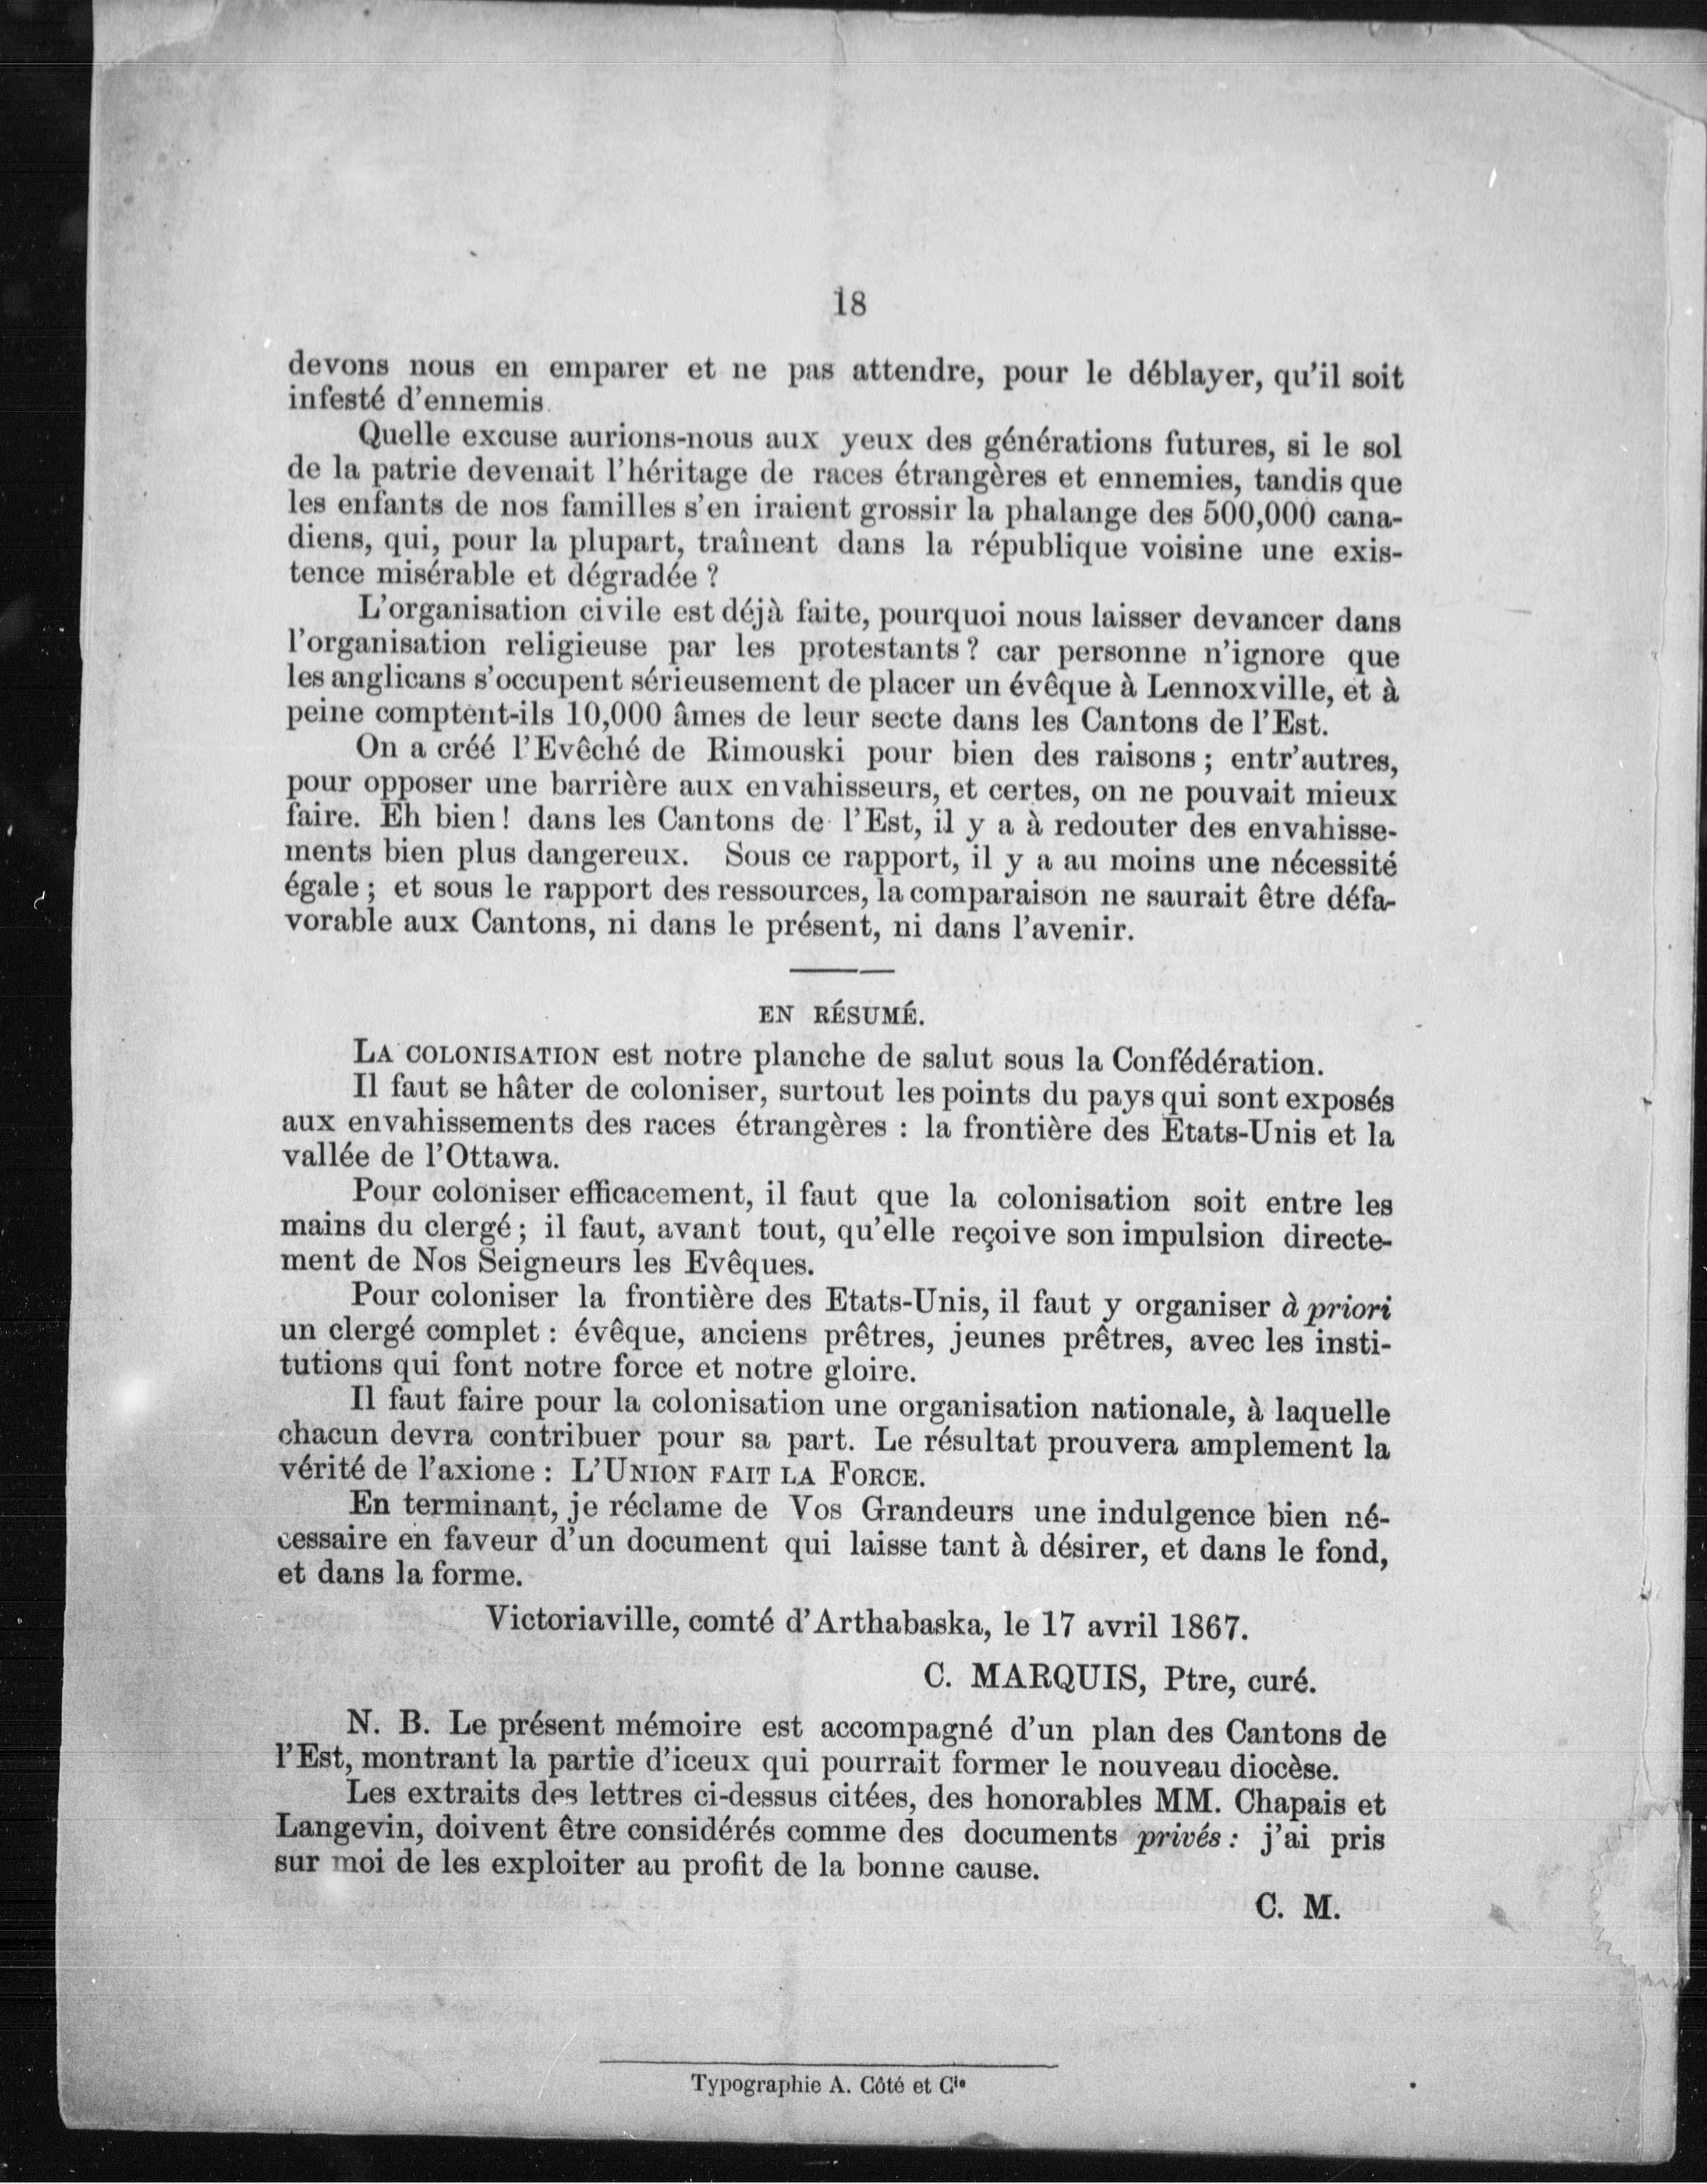 18
devons nous en emparer et ne pas attendre, pour le déblayer, qu'il soit
infesté d'ennemis.
Quelle excuse aurions-nous aux yeux des générations futures, si le sol
de la patrie devenait l'héritage de races étrangères et ennemies, tandis que
les enfants de nos familles s'en iraient grossir la phalange des 500,000 cana-
diens, qui, pour la plupart, traînent dans la république voisine une exis-
tence misérable et dégradée ?
L'organisation civile est déjà faite, pourquoi nous laisser devancer dans
l'organisation religieuse par les protestants ? car personne n'ignore que
les anglicans s'occupent sérieusement de placer un évêque à Lennoxville, et à
peine comptent-ils 10,000 âmes de leur secte dans les Cantons de l'Est.
On a créé l'Evêché de Rimouski pour bien des raisons ; entr'autres,
pour opposer une barrière aux envahisseurs, et certes, on ne pouvait mieux
faire. Eh bien ! dans les Cantons de l'Est, il y a à redouter des envahisse-
ments bien plus dangereux. Sous ce rapport, il y a au moins une nécessité
égale ; et sous le rapport des ressources, la comparaison ne saurait être défa-
vorable aux Cantons, ni dans le présent, ni dans l'avenir.
EN RÉSUMÉ.
LA COLONISATION est notre planche de salut sous la Confédération.
Il faut se hâter de coloniser, surtout les points du pays qui sont exposés
aux envahissements des races étrangères : la frontière des Etats-Unis et la
vallée de l'Ottawa.
Pour coloniser efficacement, il faut que la colonisation soit entre les
mains du clergé ; il faut, avant tout, qu'elle reçoive son impulsion directe-
ment de Nos Seigneurs les Evêques.
Pour coloniser la frontière des Etats-Unis, il faut y organiser à priori
un clergé complet : évêque, anciens prêtres, jeunes prêtres, avec les insti-
tutions qui font notre force et notre gloire.
Il faut faire pour la colonisation une organisation nationale, à laquelle
chacun devra contribuer pour sa part. Le résultat prouvera amplement la
vérité de l'axione : L'UNION FAIT LA FORCE.
En terminant, je réclame de Vos Grandeurs une indulgence bien né-
cessaire en faveur d'un document qui laisse tant à désirer, et dans le fond,
et dans la forme.
Victoriaville, comté d'Arthabaska, le 17 avril 1867.
C. MARQUIS, Ptre, curé.
N. B. Le présent mémoire est accompagné d'un plan des Cantons de
l'Est, montrant la partie d'iceux qui pourrait former le nouveau diocèse.
Les extraits des lettres ci-dessus citées, des honorables MM. Chapais et
Langevin, doivent être considérés comme des documents privés : j'ai pris
sur moi de les exploiter au profit de la bonne cause.
C. M.
Typographie A. Côté et Cie